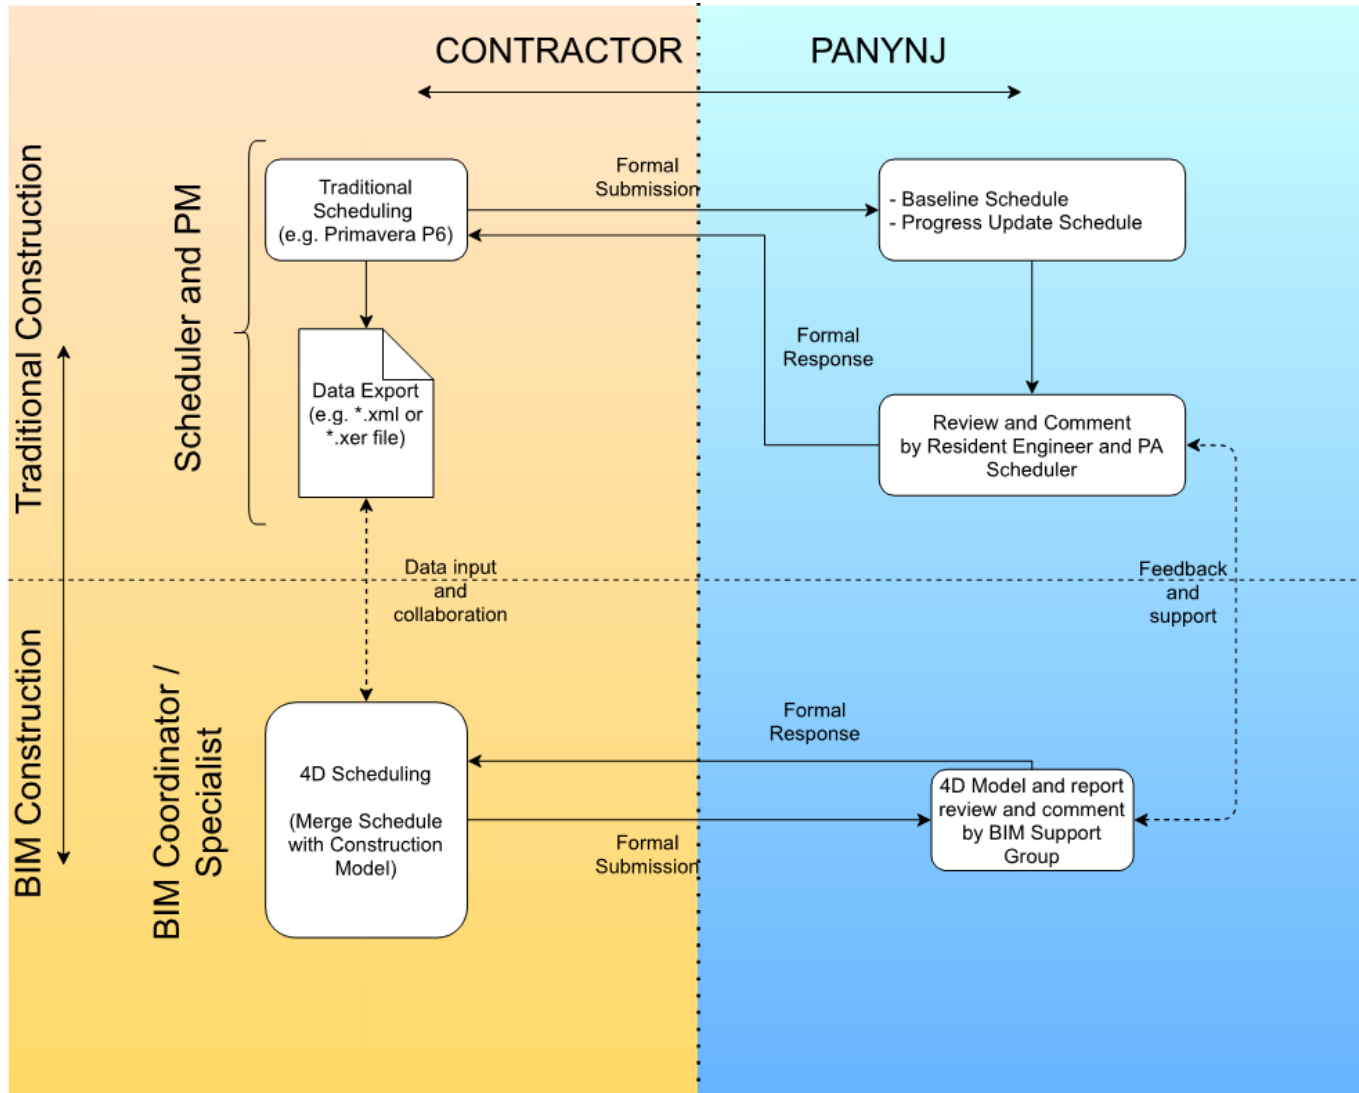 CONTRACTOR
PANYNJ
Traditional Construction
Scheduler and PM
Traditional
Scheduling
(e.g. Primavera P6)
Formal
Submission
- Baseline Schedule
- Progress Update Schedule
Formal
Response
Data Export
(e.g. *.xml or
*.xer file)
Review and Comment
by Resident Engineer and PA
Scheduler
Data input
and
collaboration
Feedback
and
support
BIM Construction
BIM Coordinator /
Specialist
4D Scheduling
(Merge Schedule
with Construction
Model)
Formal
Response
Formal
Submission
4D Model and report
review and comment
by BIM Support
Group